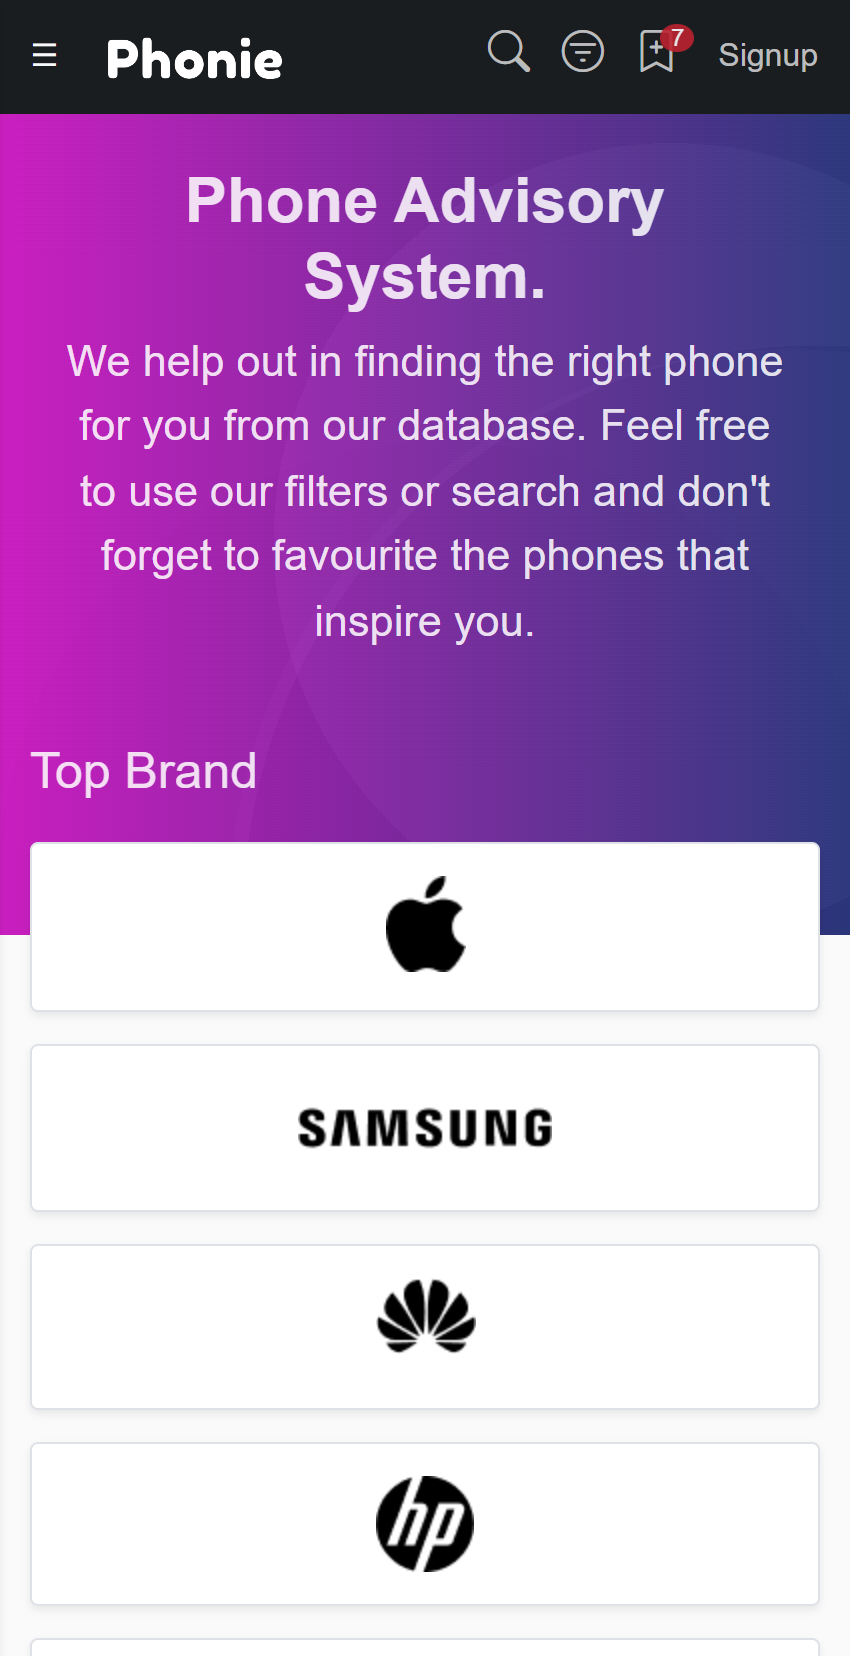 Phonie
7
Signup
Phone Advisory
System.
We help out in finding the right phone
for you from our database. Feel free
to use our filters or search and don't
forget to favourite the phones that
inspire you.
Top Brand
SAMSUNG
hp